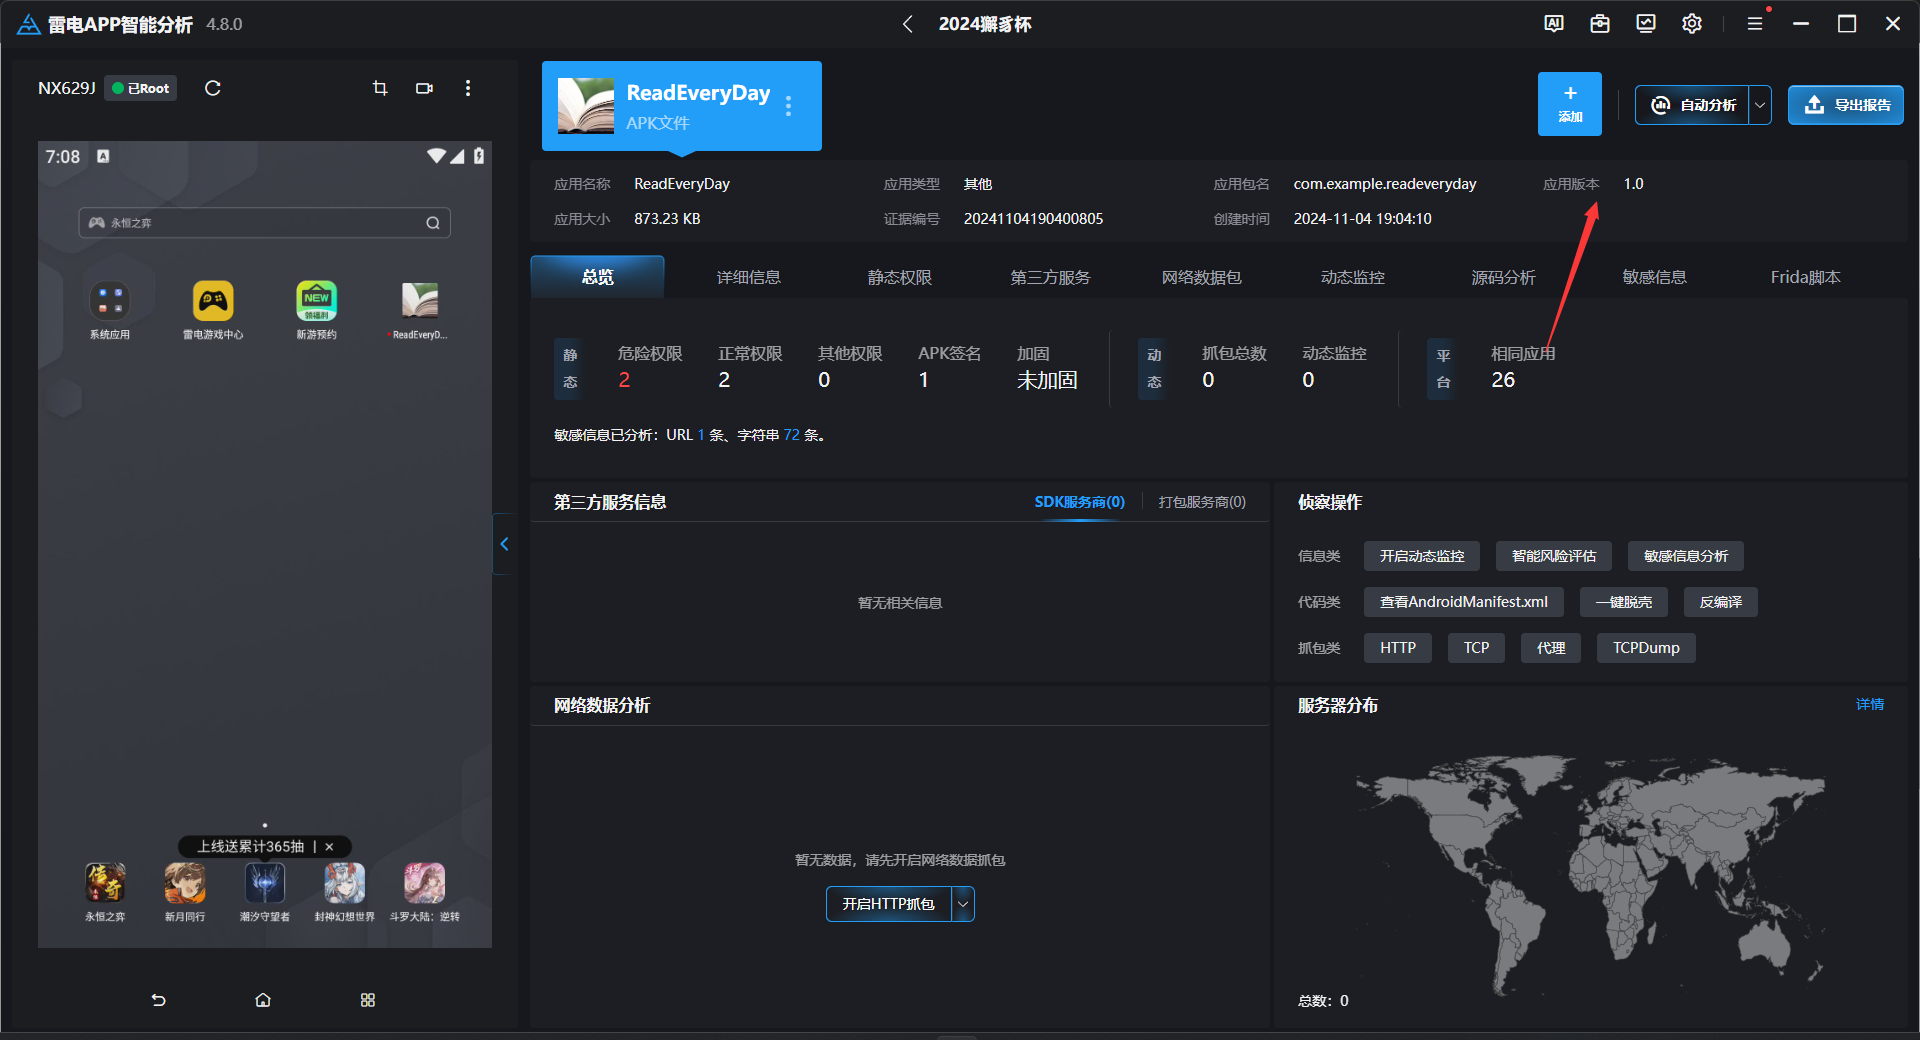 雷电APP智能分析 4.8.0
2024獬豸杯
NX629J 已Root
7:08
永恒之弈
系统应用
雷电游戏中心
NEW
领福利
新游预约
ReadEveryD...
上线送累计365抽 | ×
传奇
永恒之弈
新月同行
潮汐守望者
封神幻想世界
斗罗
斗罗大陆：逆转
ReadEveryDay
APK文件
+
添加
自动分析
导出报告
应用名称 ReadEveryDay
应用类型 其他
应用包名 com.example.readeveryday
应用版本 1.0
应用大小 873.23 KB
证据编号 20241104190400805
创建时间 2024-11-04 19:04:10
总览 详细信息 静态权限 第三方服务 网络数据包 动态监控 源码分析 敏感信息 Frida脚本
静态
危险权限 正常权限 其他权限 APK签名 加固
2 2 0 1 未加固
动态
抓包总数 动态监控
0 0
平台
相同应用
26
敏感信息已分析：URL 1 条、字符串 72 条。
第三方服务信息
SDK服务商(0) 打包服务商(0)
暂无相关信息
侦察操作
信息类 开启动态监控 智能风险评估 敏感信息分析
代码类 查看AndroidManifest.xml 一键脱壳 反编译
抓包类 HTTP TCP 代理 TCPDump
网络数据分析
暂无数据，请先开启网络数据抓包
开启HTTP抓包
服务器分布
详情
总数：0